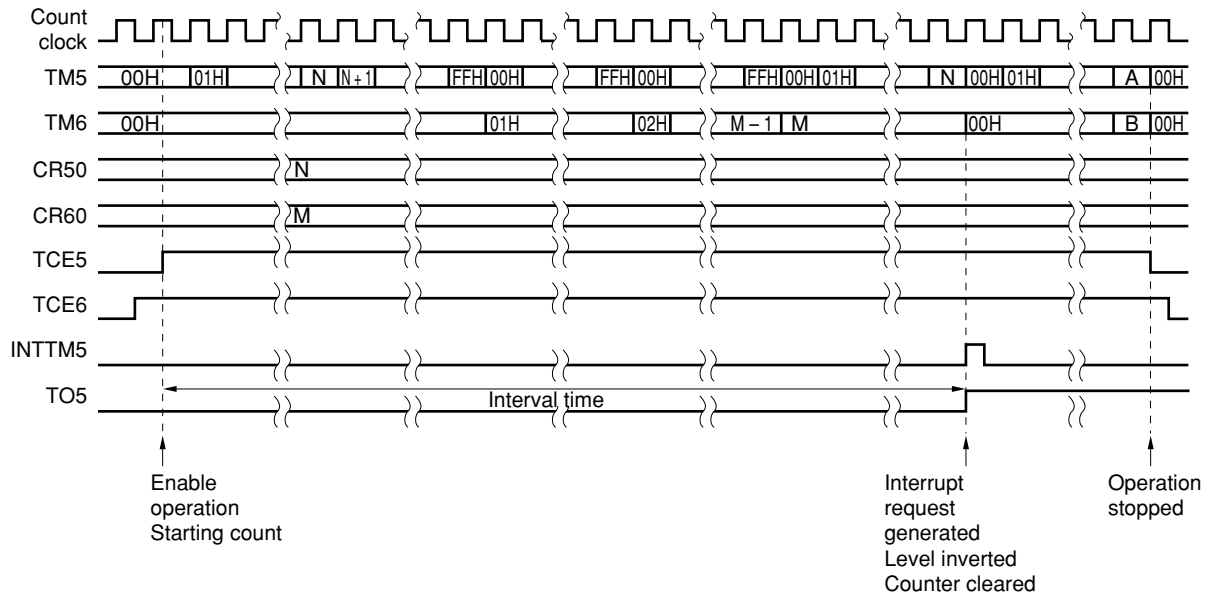 Count
clock
TM5 00H 01H N N+1 FFH 00H FFH 00H FFH 00H 01H N 00H 01H A 00H
TM6 00H 01H 02H M – 1 M 00H B 00H
CR50 N
CR60 M
TCE5
TCE6
INTTM5
TO5
Interval time
Enable
operation
Starting count
Interrupt
request
generated
Level inverted
Counter cleared
Operation
stopped